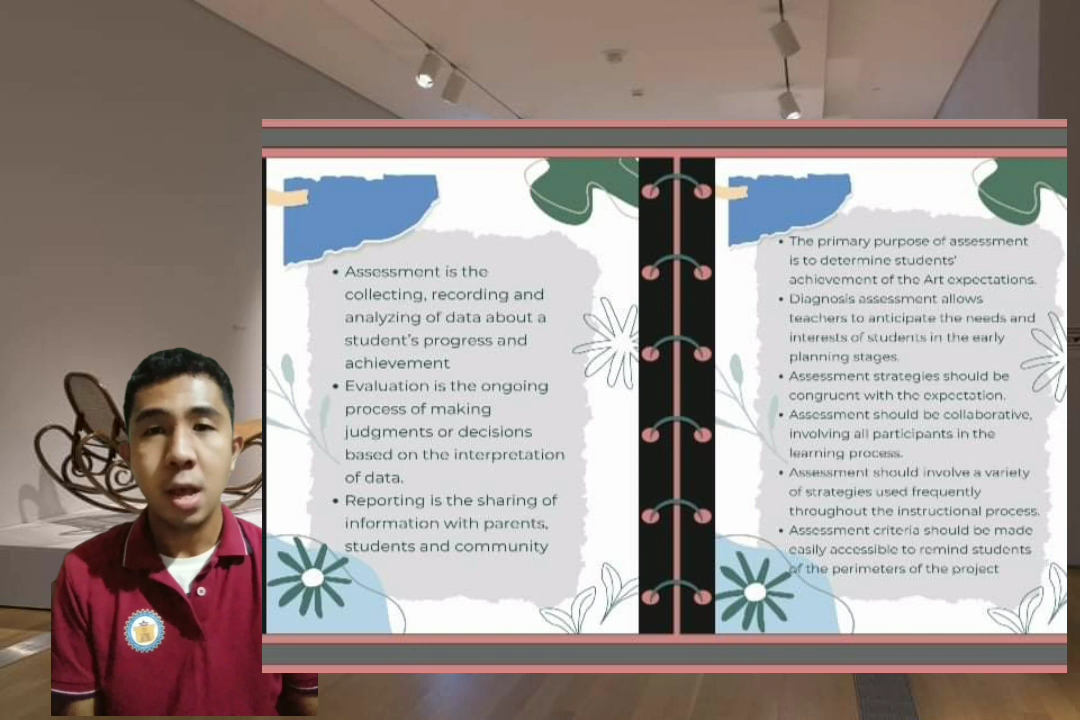 • Assessment is the
collecting, recording and
analyzing of data about a
student's progress and
achievement
• Evaluation is the ongoing
process of making
judgments or decisions
based on the interpretation
of data.
• Reporting is the sharing of
information with parents,
students and community
• The primary purpose of assessment
is to determine students'
achievement of the Art expectations.
• Diagnosis assessment allows
teachers to anticipate the needs and
interests of students in the early
planning stages.
• Assessment strategies should be
congruent with the expectation.
• Assessment should be collaborative,
involving all participants in the
learning process.
• Assessment should involve a variety
of strategies used frequently
throughout the instructional process.
• Assessment criteria should be made
easily accessible to remind students
of the perimeters of the project